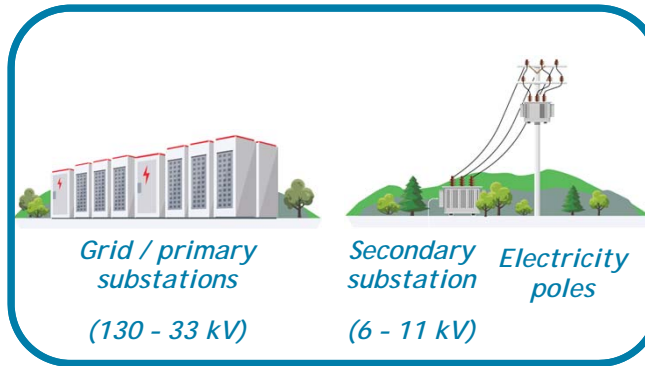 Grid / primary
substations
(130 - 33 kV)
Secondary
substation
(6 - 11 kV)
Electricity
poles